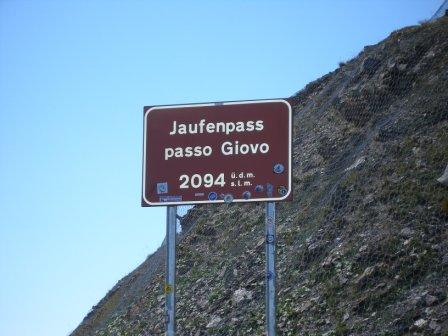 Jaufenpass
passo Giovo
2094 ü.d.m.
s.l.m.